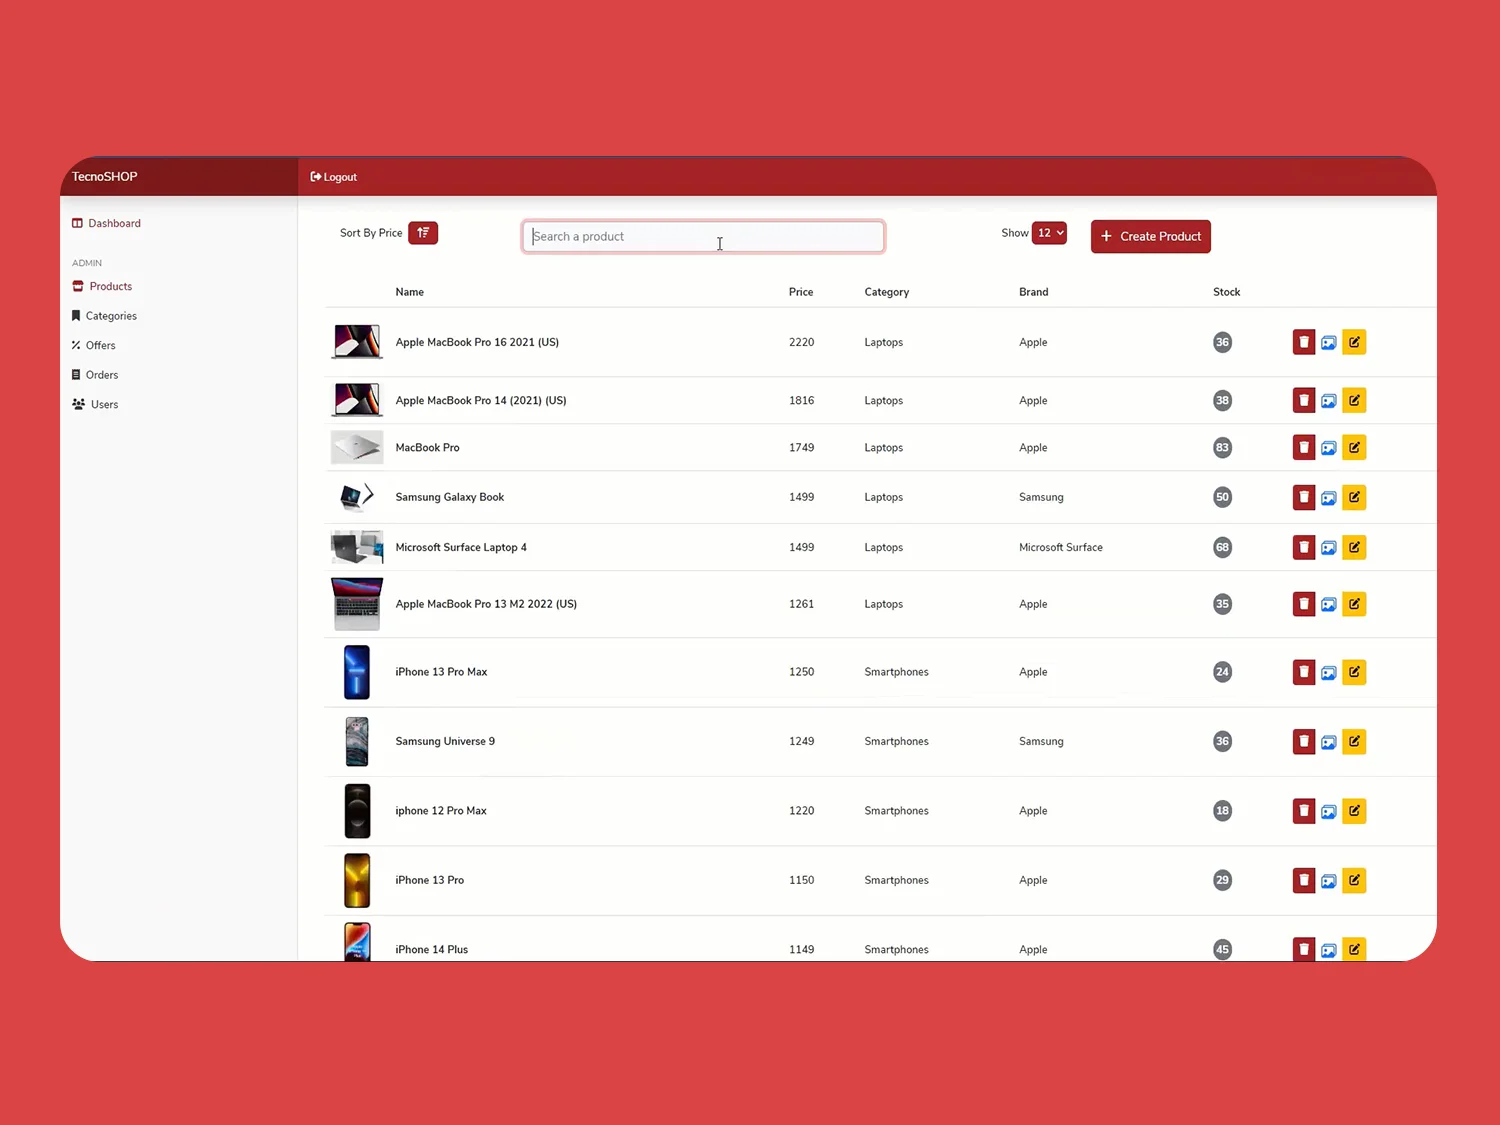 TecnoSHOP
Logout
Dashboard
ADMIN
Products
Categories
Offers
Orders
Users
Sort By Price
Search a product
Show 12
+ Create Product
Name Price Category Brand Stock
Apple MacBook Pro 16 2021 (US) 2220 Laptops Apple 36
Apple MacBook Pro 14 (2021) (US) 1816 Laptops Apple 38
MacBook Pro 1749 Laptops Apple 83
Samsung Galaxy Book 1499 Laptops Samsung 50
Microsoft Surface Laptop 4 1499 Laptops Microsoft Surface 68
Apple MacBook Pro 13 M2 2022 (US) 1261 Laptops Apple 35
iPhone 13 Pro Max 1250 Smartphones Apple 24
Samsung Universe 9 1249 Smartphones Samsung 36
iphone 12 Pro Max 1220 Smartphones Apple 18
iPhone 13 Pro 1150 Smartphones Apple 29
iPhone 14 Plus 1149 Smartphones Apple 45